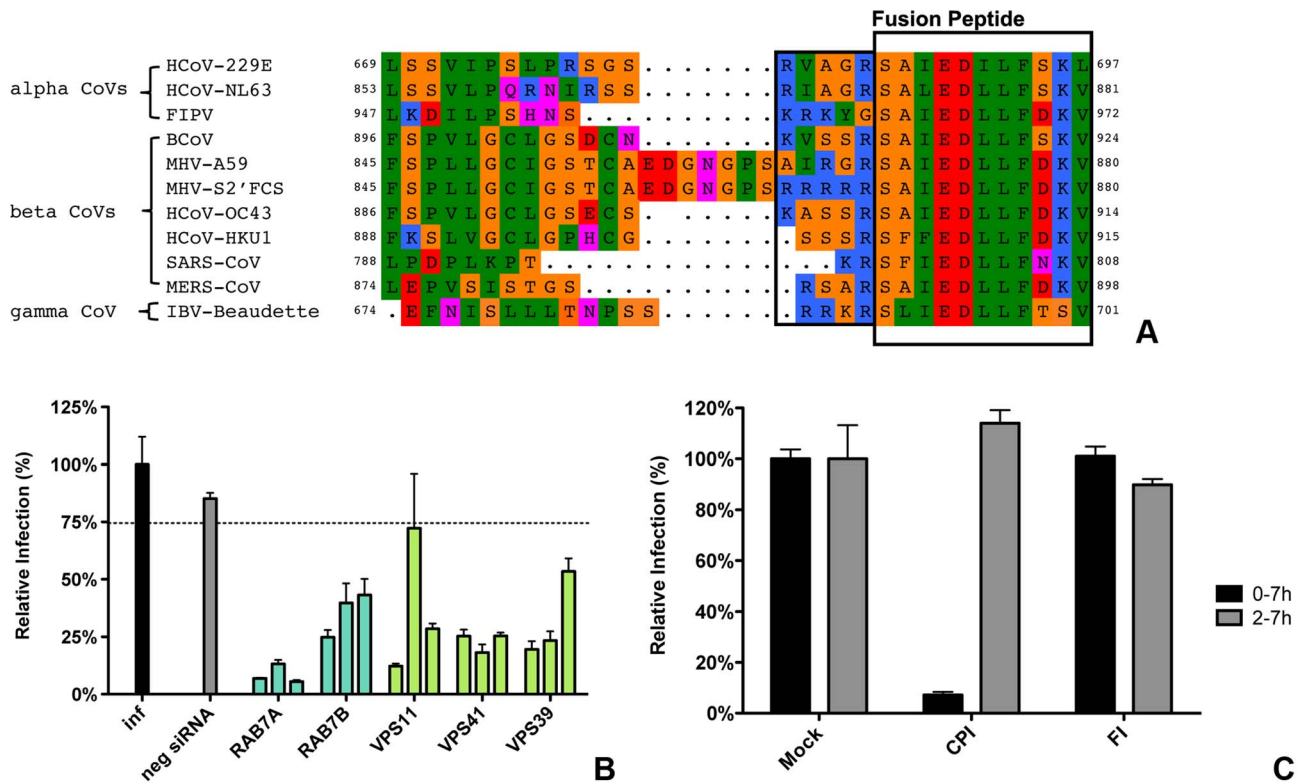 Fusion Peptide
alpha CoVs
HCoV-229E 669 L S S V I P S L P R S G S . . . . . . . R V A G R S A I E D I L F S K L 697
HCoV-NL63 853 L S S V L P Q R N I R S S . . . . . . . R I A G R S A L E D L L F S K V 881
FIPV 947 L K D I L P S H N S . . . . . . . . . . K R K Y G S A I E D L L F D K V 972
beta CoVs
BCoV 896 F S P V L G C L G S D C N . . . . . . . K V S S R S A I E D L L F S K V 924
MHV-A59 845 F S P L L G C I G S T C A E D G N G P S A I R G R S A I E D L L F D K V 880
MHV-S2'FCS 845 F S P L L G C I G S T C A E D G N G P S R R R R R S A I E D L L F D K V 880
HCoV-OC43 886 F S P V L G C L G S E C S . . . . . . . K A S S R S A I E D L L F D K V 914
HCoV-HKU1 888 F K S L V G C L G P H C G . . . . . . . . S S S R S F F E D L L F D K V 915
SARS-CoV 788 L P D P L K P T . . . . . . . . . . . . . . . K R S F I E D L L F N K V 808
MERS-CoV 874 L E P V S I S T G S . . . . . . . . . . . R S A R S A I E D L L F D K V 898
gamma CoV
IBV-Beaudette 674 . E F N I S L L L T N P S S . . . . . . . R R K R S L I E D L L F T S V 701
A
Relative Infection (%)
125%
100%
75%
50%
25%
0%
inf
neg siRNA
RAB7A
RAB7B
VPS11
VPS41
VPS39
B
Relative Infection (%)
120%
100%
80%
60%
40%
20%
0%
Mock
CPI
FI
0-7h
2-7h
C